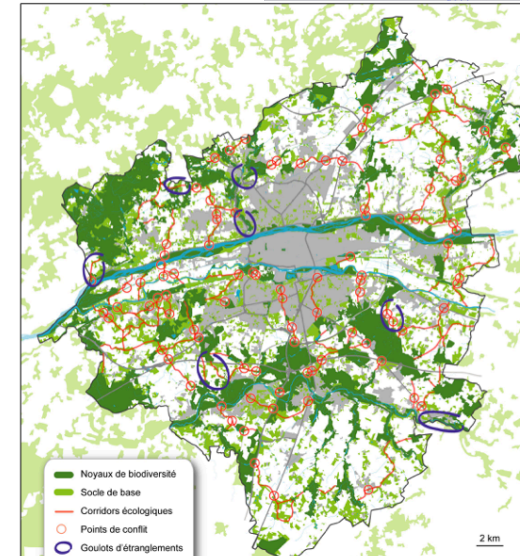 Noyaux de biodiversité
Socle de base
Corridors écologiques
Points de conflit
Goulots d'étranglements
2 km